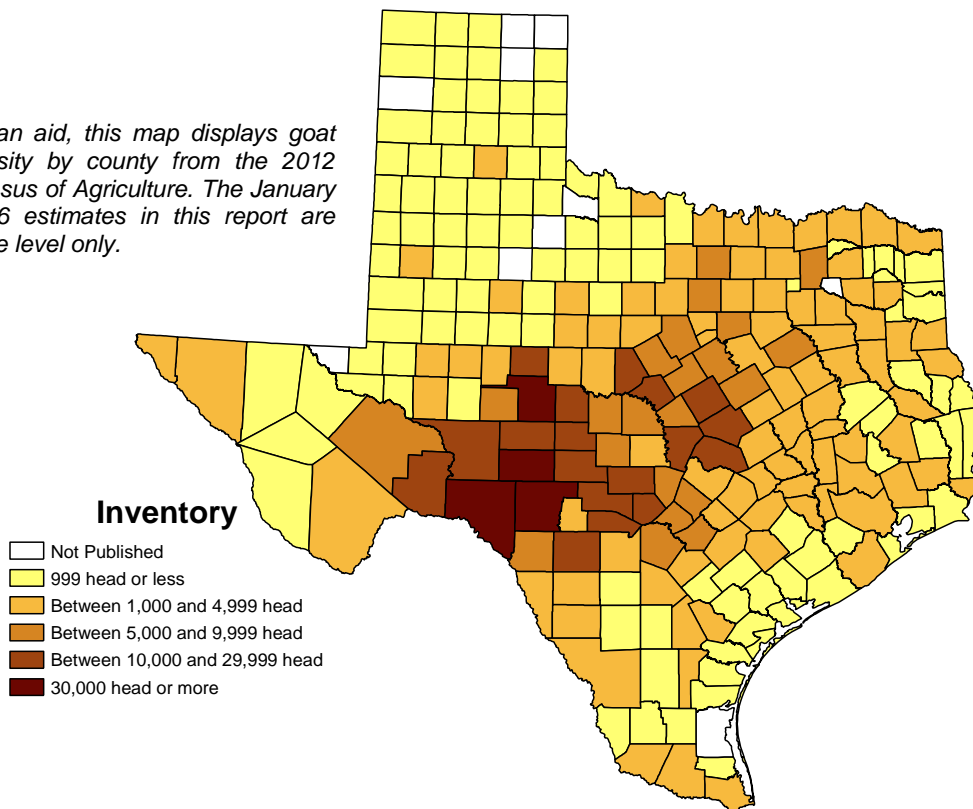 an aid, this map displays goat
sity by county from the 2012
sus of Agriculture. The January
6 estimates in this report are
e level only.
Inventory
Not Published
999 head or less
Between 1,000 and 4,999 head
Between 5,000 and 9,999 head
Between 10,000 and 29,999 head
30,000 head or more